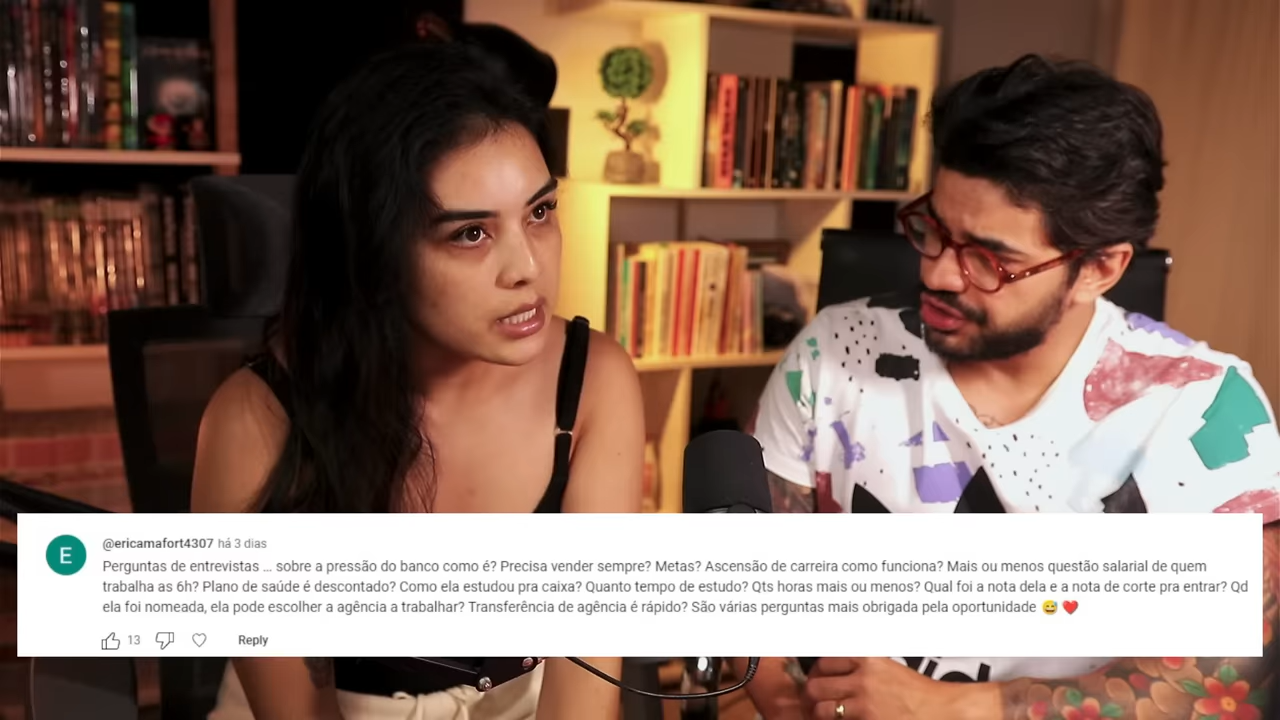 E
@ericamafort4307 há 3 dias
Perguntas de entrevistas ... sobre a pressão do banco como é? Precisa vender sempre? Metas? Ascensão de carreira como funciona? Mais ou menos questão salarial de quem
trabalha as 6h? Plano de saúde é descontado? Como ela estudou pra caixa? Quanto tempo de estudo? Qts horas mais ou menos? Qual foi a nota dela e a nota de corte pra entrar? Qd
ela foi nomeada, ela pode escolher a agência a trabalhar? Transferência de agência é rápido? São várias perguntas mais obrigada pela oportunidade 😅 ❤️
13 Reply